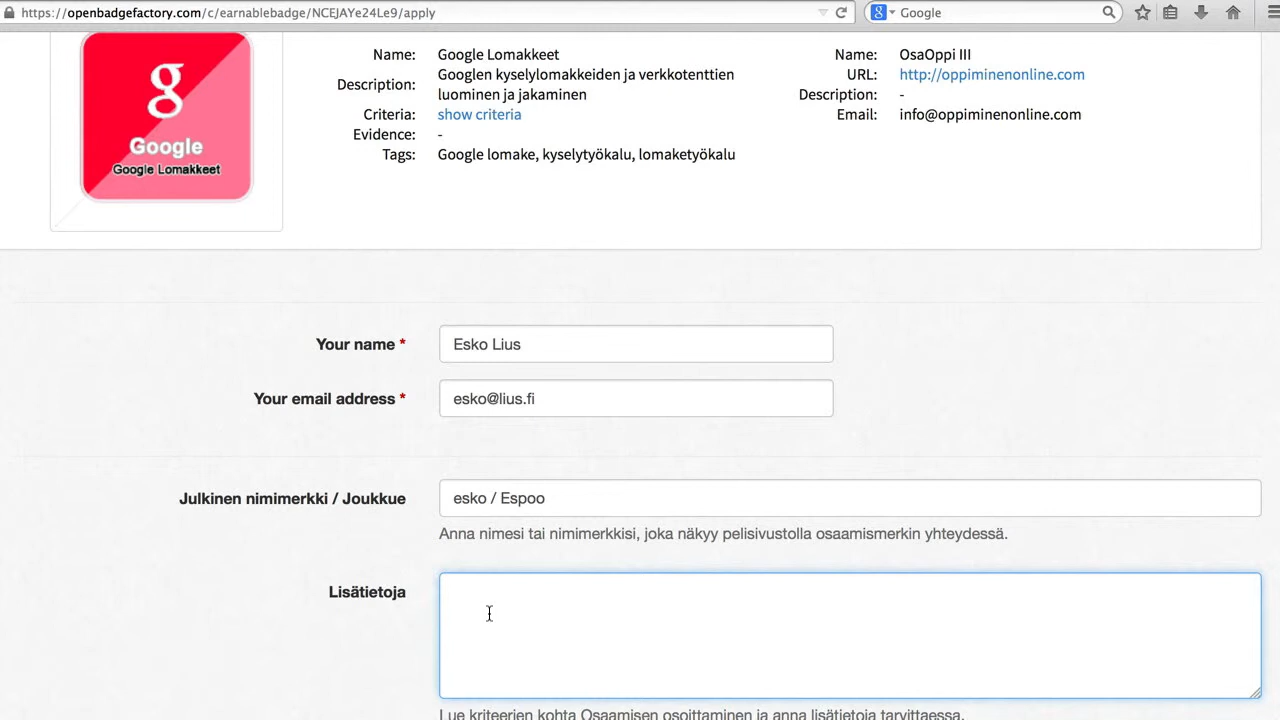 https://openbadgefactory.com/c/earnablebadge/NCEJAYe24Le9/apply
Google
g
Google
Google Lomakkeet
Name: Google Lomakkeet
Description: Googlen kyselylomakkeiden ja verkkotenttien
luominen ja jakaminen
Criteria: show criteria
Evidence: -
Tags: Google lomake, kyselytyökalu, lomaketyökalu
Name: OsaOppi III
URL: http://oppiminenonline.com
Description: -
Email: info@oppiminenonline.com
Your name * Esko Lius
Your email address * esko@lius.fi
Julkinen nimimerkki / Joukkue esko / Espoo
Anna nimesi tai nimimerkkisi, joka näkyy pelisivustolla osaamismerkin yhteydessä.
Lisätietoja
Lue kriteerien kohta Osaamisen osoittaminen ja anna lisätietoja tarvittaessa.